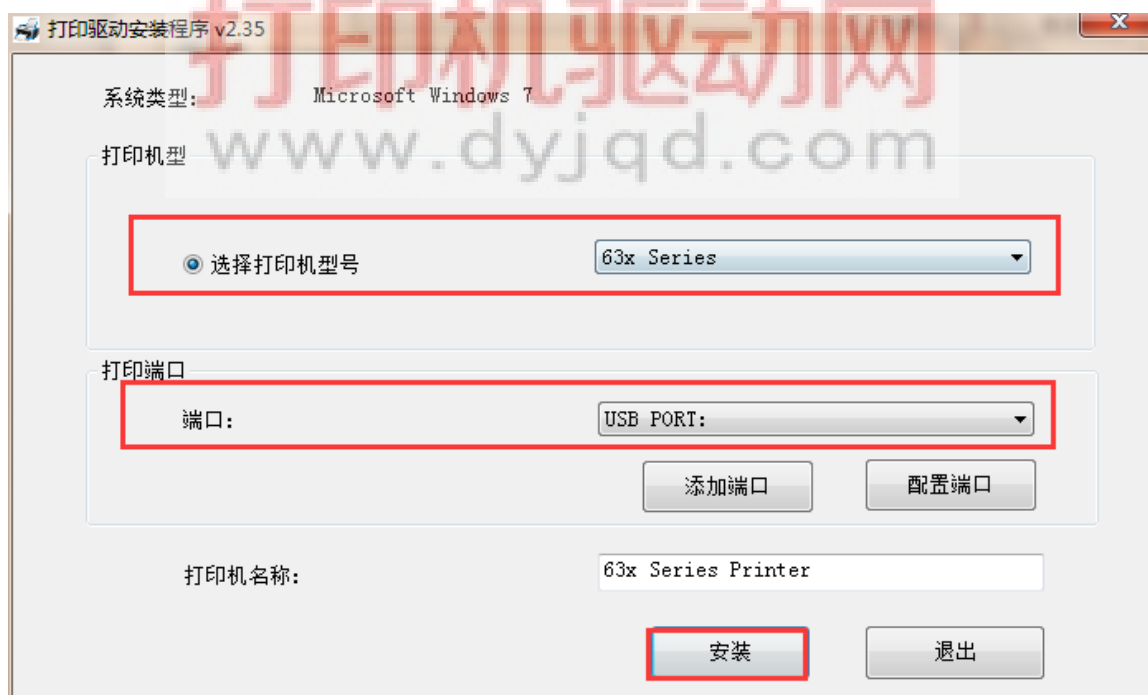 打印驱动安装程序 v2.35
打印机驱动网
www.dyjqd.com
系统类型: Microsoft Windows 7
打印机型
选择打印机型号 63x Series
打印端口
端口: USB PORT:
添加端口 配置端口
打印机名称: 63x Series Printer
安装 退出